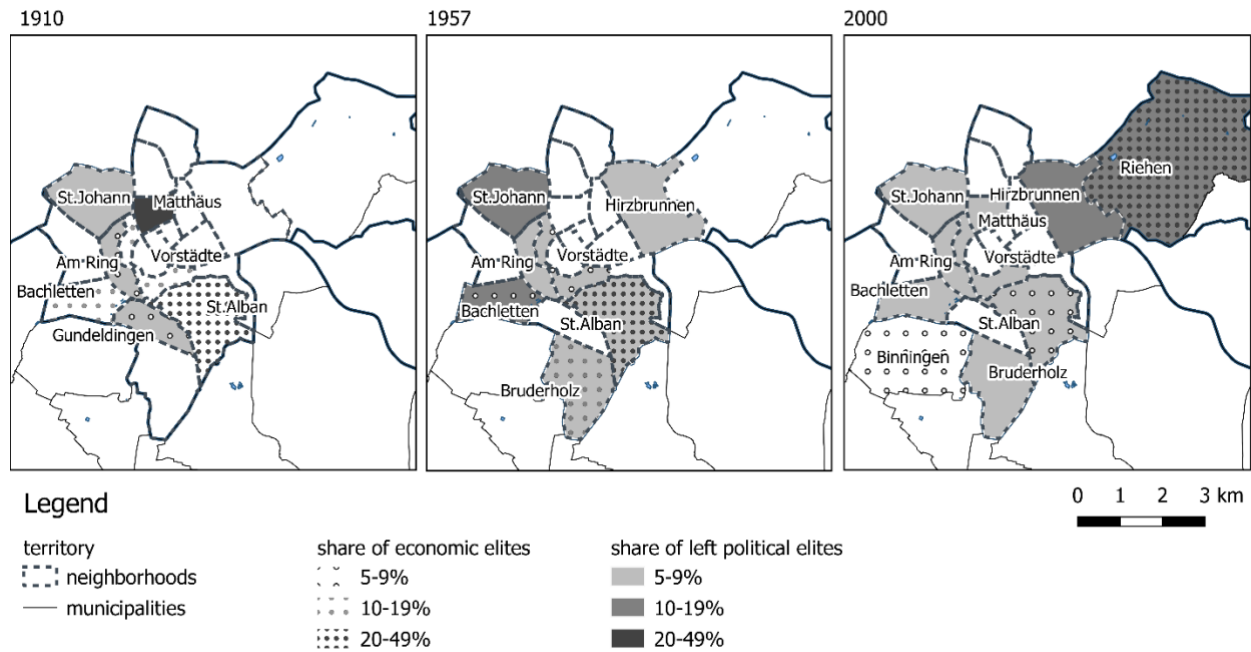 1910
St.Johann
Matthäus
Am Ring
Vorstädte
Bachletten
St.Alban
Gundeldingen
1957
St.Johann
Hirzbrunnen
Am Ring
Vorstädte
Bachletten
St.Alban
Bruderholz
2000
Riehen
St.Johann
Hirzbrunnen
Matthäus
Am Ring
Vorstädte
Bachletten
St.Alban
Binningen
Bruderholz
Legend
0 1 2 3 km
territory
neighborhoods
municipalities
share of economic elites
5-9%
10-19%
20-49%
share of left political elites
5-9%
10-19%
20-49%